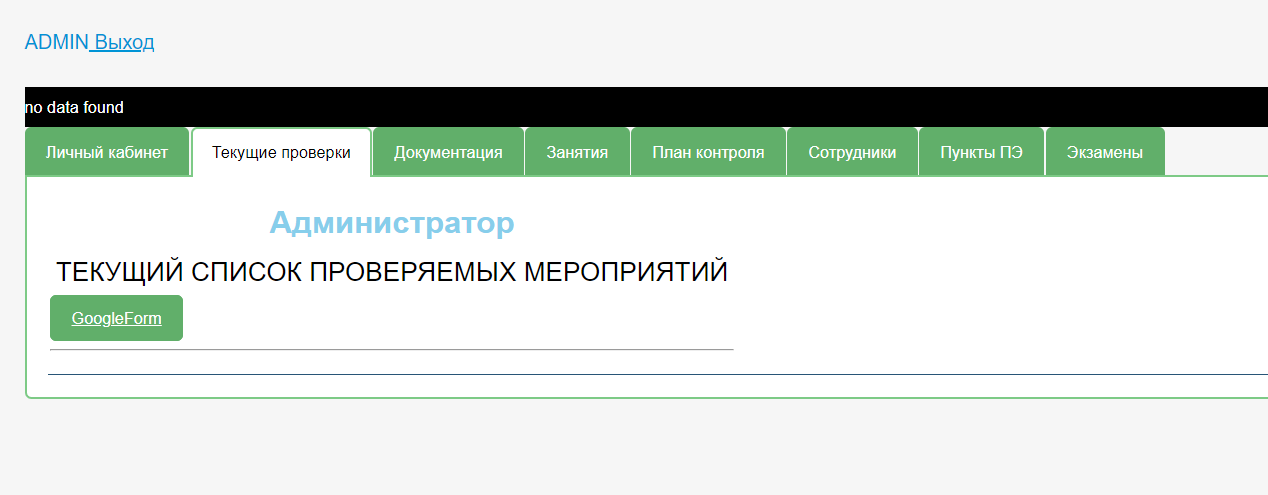 ADMIN Выход
no data found
Личный кабинет Текущие проверки Документация Занятия План контроля Сотрудники Пункты ПЭ Экзамены
Администратор
ТЕКУЩИЙ СПИСОК ПРОВЕРЯЕМЫХ МЕРОПРИЯТИЙ
GoogleForm